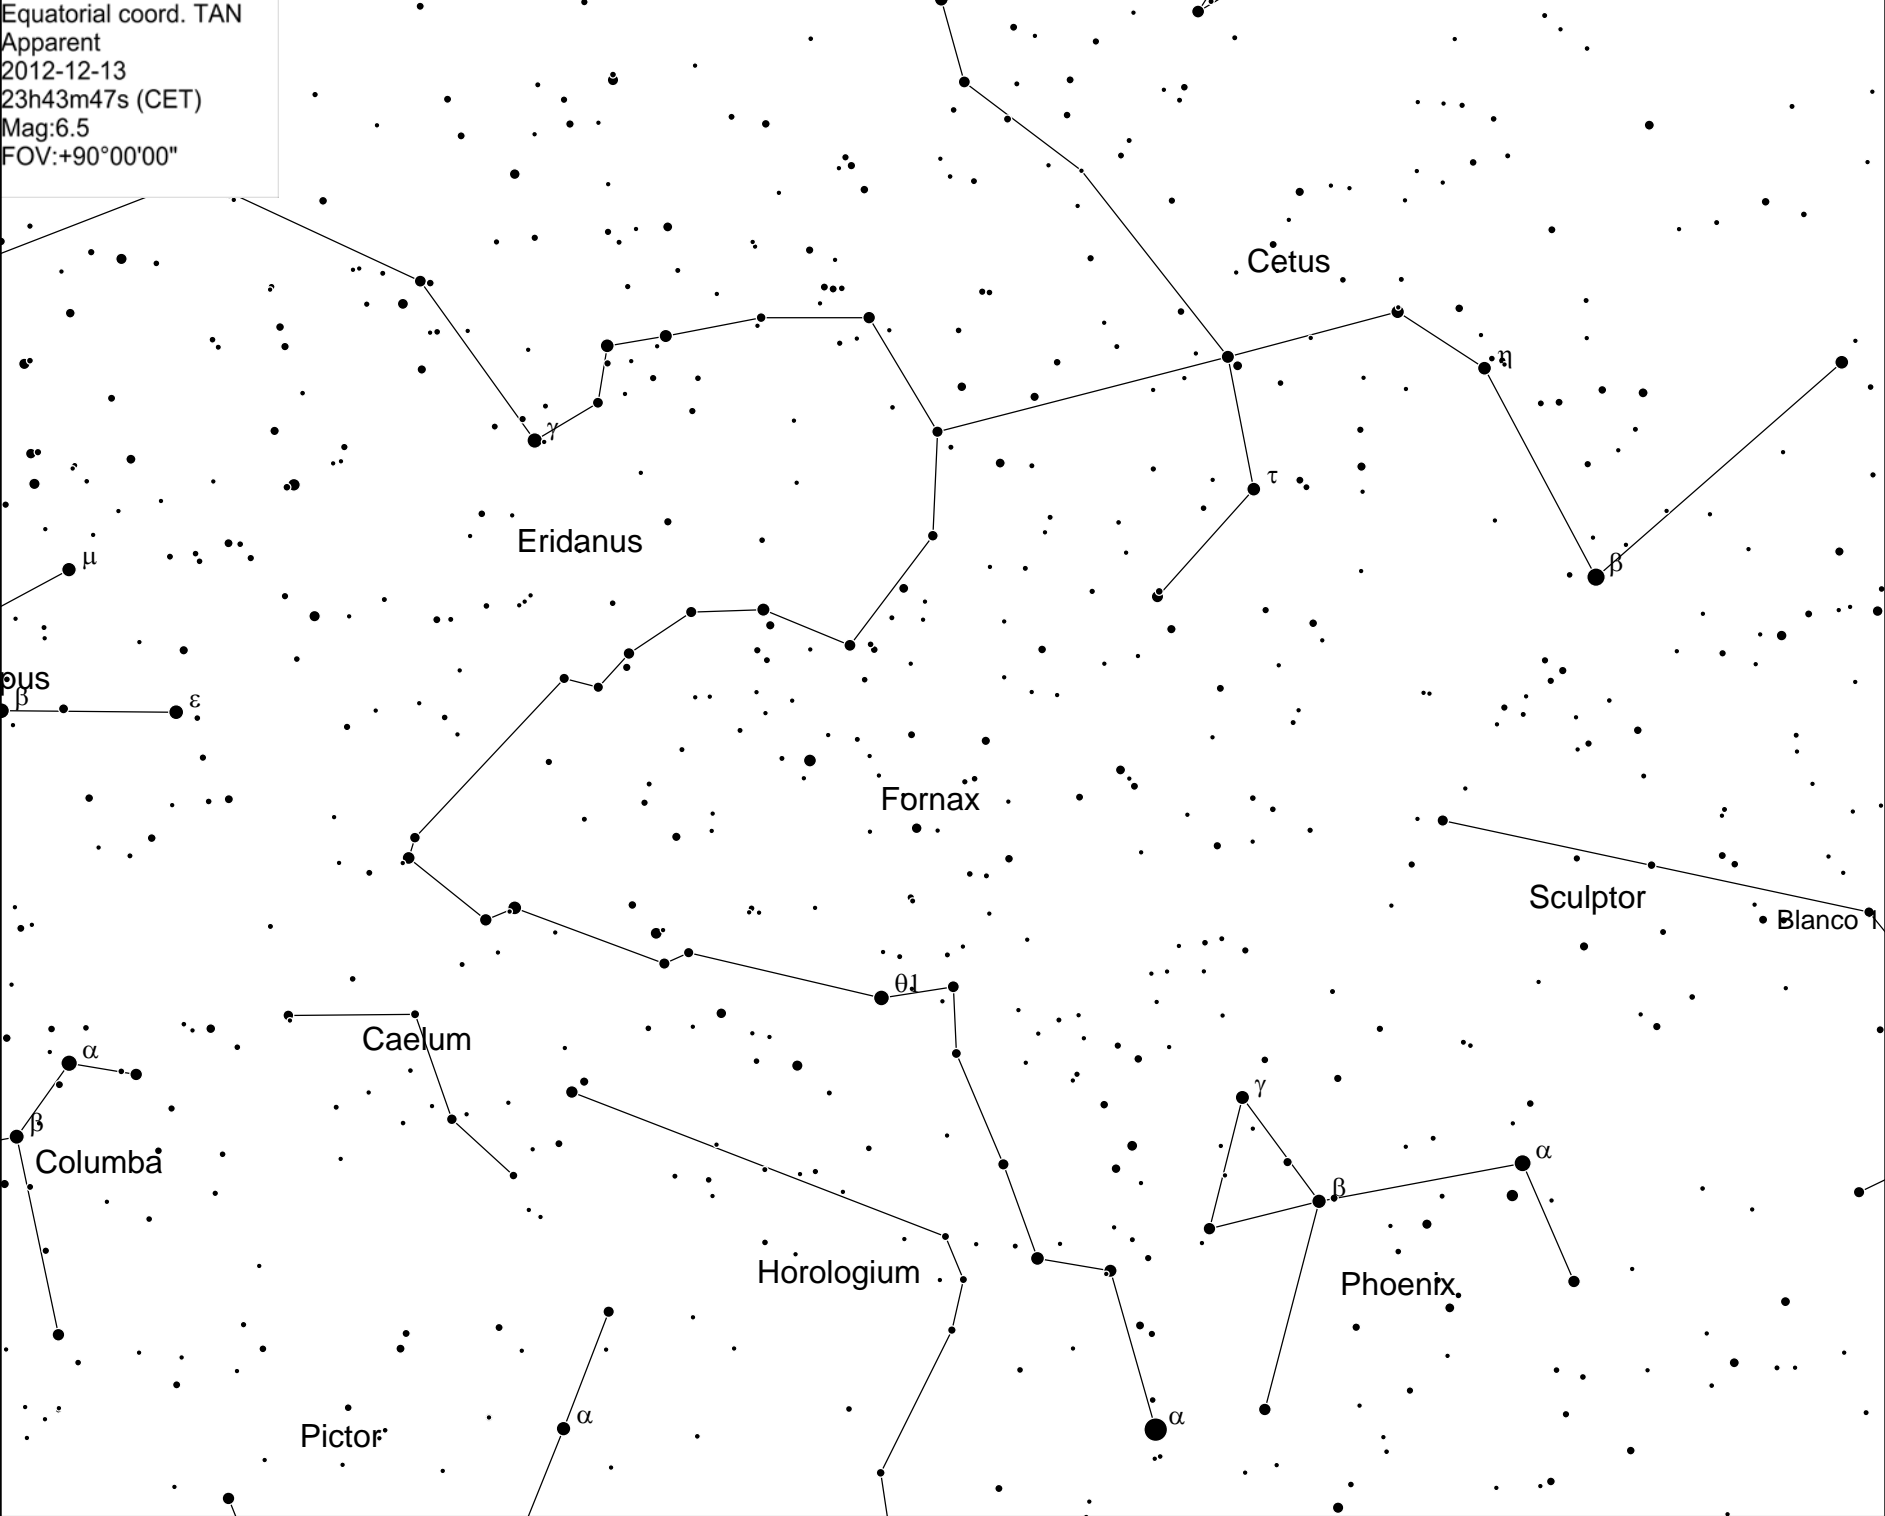 Equatorial coord. TAN
Apparent
2012-12-13
23h43m47s (CET)
Mag:6.5
FOV:+90°00'00"
Cetus
η
γ
τ
Eridanus
μ
β
pus
β
ε
Fornax
Sculptor
Blanco 1
θ1
Caelum
α
γ
β
Columba
α
β
Horologium
Phoenix
α
α
Pictor